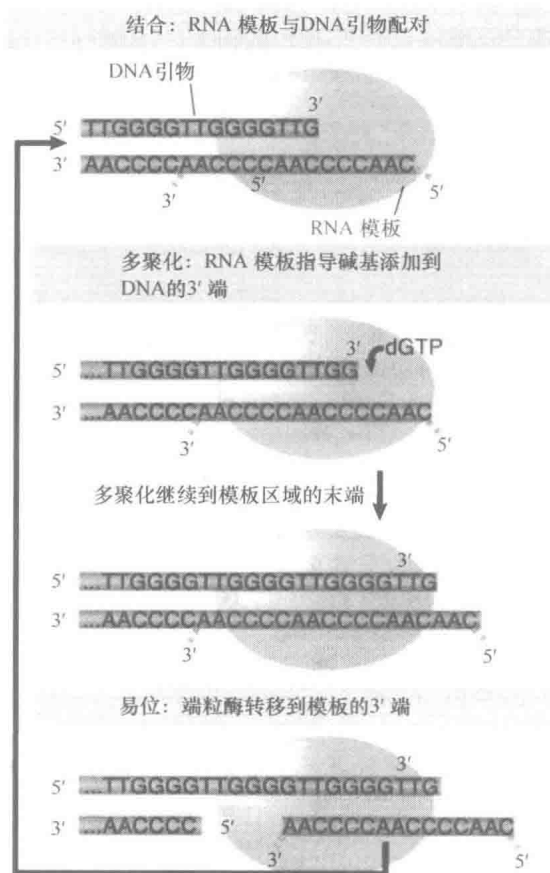 结合：RNA 模板与DNA引物配对
DNA引物
3′
5′ TTGGGGTTGGGGTTG
3′ AACCCCAACCCCAACCCCAAC 5′
3′ 5′
RNA 模板
多聚化：RNA 模板指导碱基添加到
DNA的3′ 端
3′ dGTP
5′ ...TTGGGGTTGGGGTTGG
3′ ...AACCCCAACCCCAACCCCAAC
3′ 5′
多聚化继续到模板区域的末端
3′
5′ ...TTGGGGTTGGGGTTGGGGTTG
3′ ...AACCCCAACCCCAACCCCAACAAC
3′ 5′
易位：端粒酶转移到模板的3′ 端
3′
5′ ...TTGGGGTTGGGGTTGGGGTTG
3′ ...AACCCC 5′ AACCCCAACCCCAAC
3′ 5′